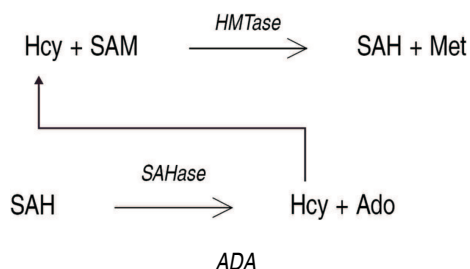 HMTase
Hcy + SAM SAH + Met
SAHase
SAH Hcy + Ado
ADA